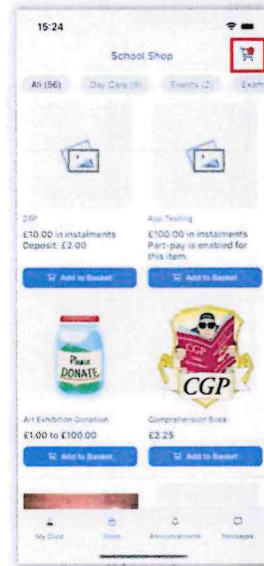 15:24
School Shop
All (56) Day Care (9) Events (2) Exam
ZSP App Testing
£10.00 in instalments £100.00 in instalments
Deposit: £2.00 Part-pay is enabled for
this item.
Add to Basket Add to Basket
Please
DONATE
CGP
CGP
Art Exhibition Donation Comprehension Book
£1.00 to £100.00 £2.25
Add to Basket Add to Basket
My Child Store Announcements Messages